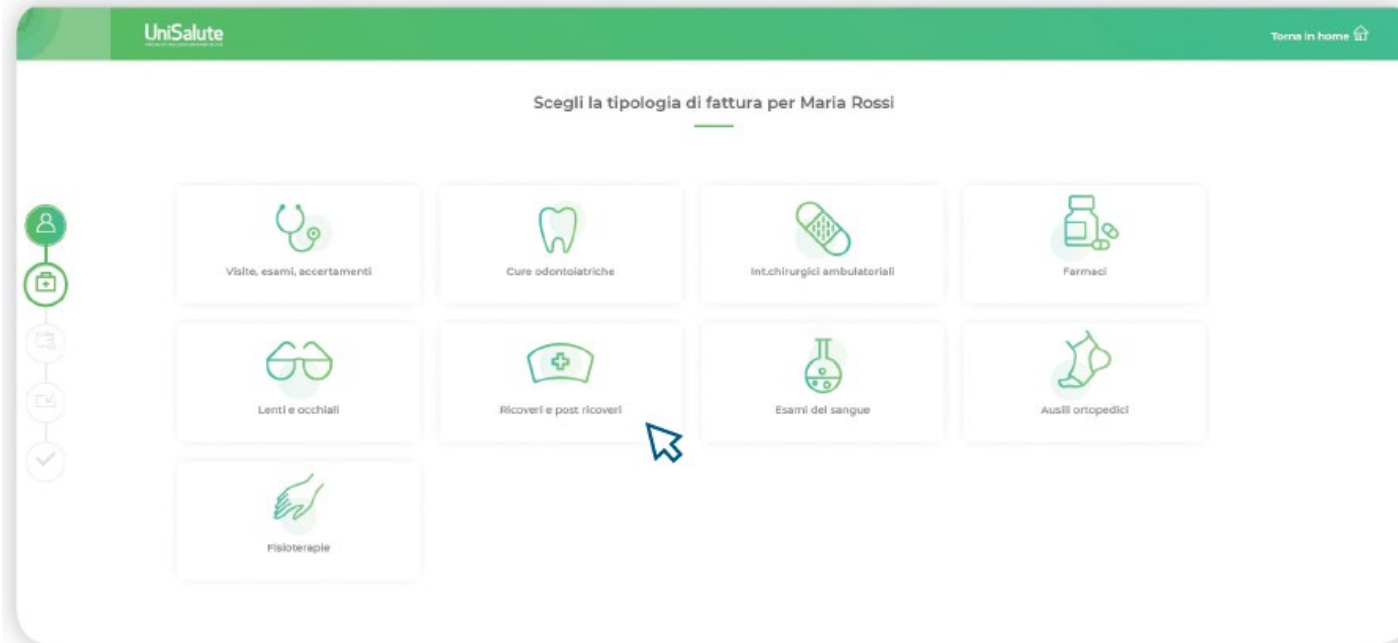 UniSalute
Torna in home
Scegli la tipologia di fattura per Maria Rossi
Visite, esami, accertamenti
Cure odontoiatriche
Int.chirurgici ambulatoriali
Farmaci
Lenti e occhiali
Ricoveri e post ricoveri
Esami del sangue
Ausili ortopedici
Fisioterapie